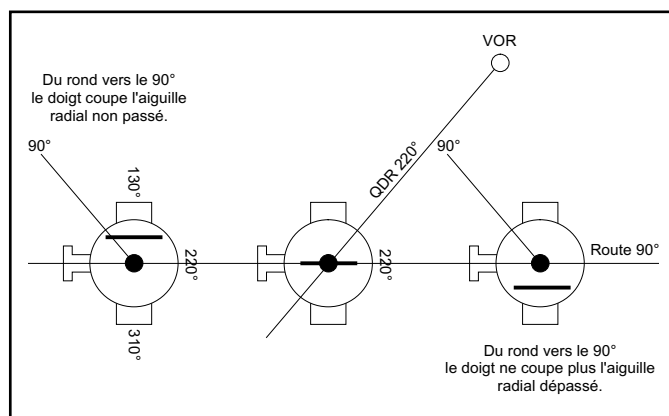 VOR
Du rond vers le 90°
le doigt coupe l'aiguille
radial non passé.
90°
130°
220°
310°
QDR 220°
220°
90°
Route 90°
Du rond vers le 90°
le doigt ne coupe plus l'aiguille
radial dépassé.